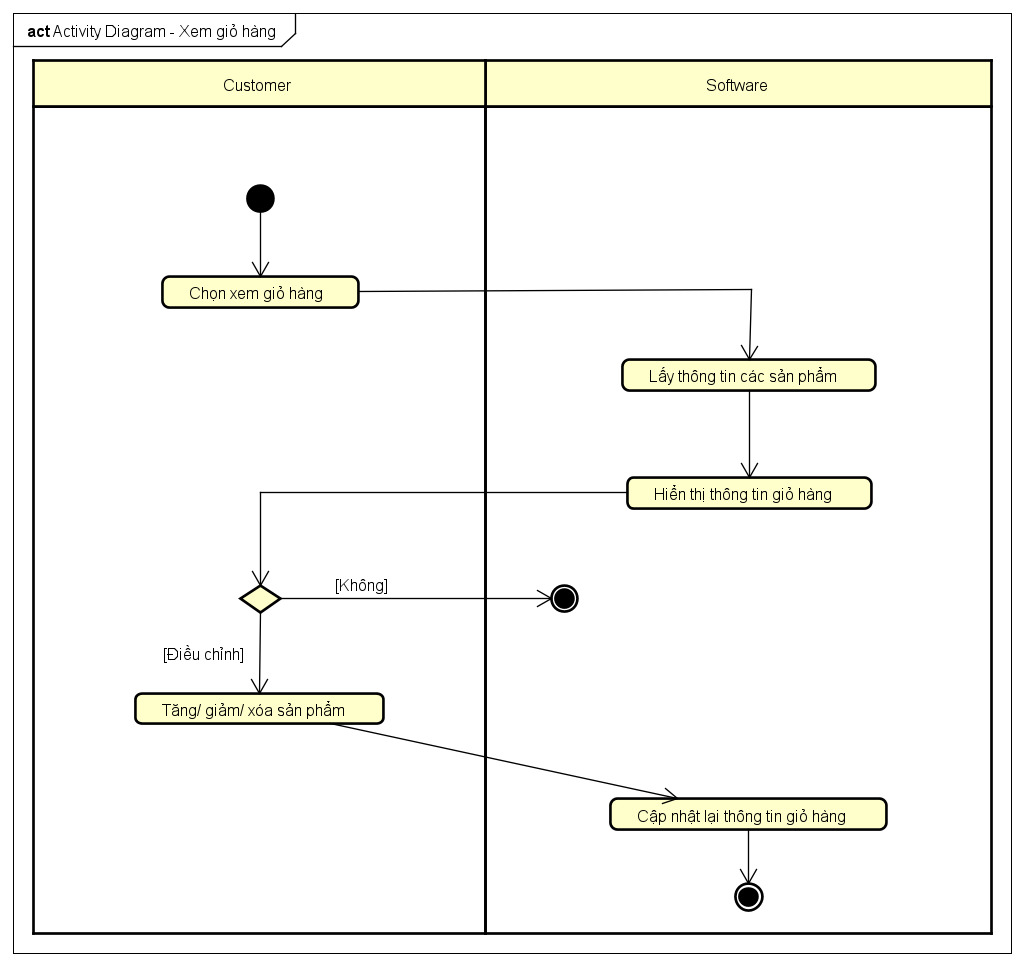 act Activity Diagram - Xem giỏ hàng
Customer
Software
Chọn xem giỏ hàng
Lấy thông tin các sản phẩm
Hiển thị thông tin giỏ hàng
[Không]
[Điều chỉnh]
Tăng/ giảm/ xóa sản phẩm
Cập nhật lại thông tin giỏ hàng